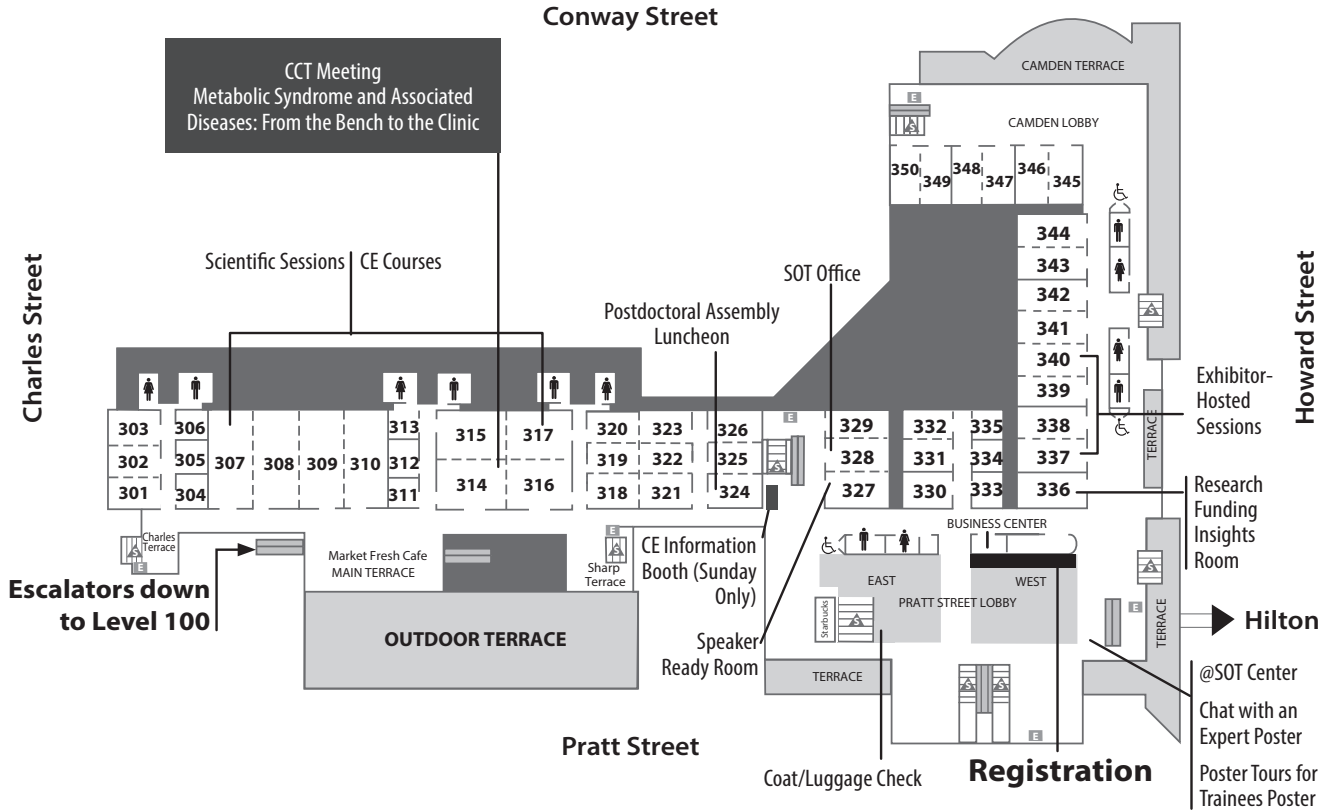 Conway Street
CCT Meeting
Metabolic Syndrome and Associated
Diseases: From the Bench to the Clinic
CAMDEN TERRACE
E
CAMDEN LOBBY
S
350
349
348
347
346
345
Charles Street
Howard Street
Scientific Sessions
CE Courses
SOT Office
Postdoctoral Assembly
Luncheon
344
343
342
341
340
339
338
337
336
S
Exhibitor-
Hosted
Sessions
TERRACE
303
302
301
306
305
304
307
308
309
310
313
312
311
315
314
317
316
320
319
318
323
322
321
326
325
324
E
S
329
328
327
332
331
330
335
334
333
Research
Funding
Insights
Room
Charles
Terrace
S
E
Escalators down
to Level 100
Market Fresh Cafe
MAIN TERRACE
E
S
Sharp
Terrace
OUTDOOR TERRACE
CE Information
Booth (Sunday
Only)
Speaker
Ready Room
BUSINESS CENTER
EAST
WEST
PRATT STREET LOBBY
Starbucks
S
S
E
TERRACE
Hilton
TERRACE
S
S
E
@SOT Center
Chat with an
Expert Poster
Poster Tours for
Trainees Poster
Pratt Street
Coat/Luggage Check
Registration